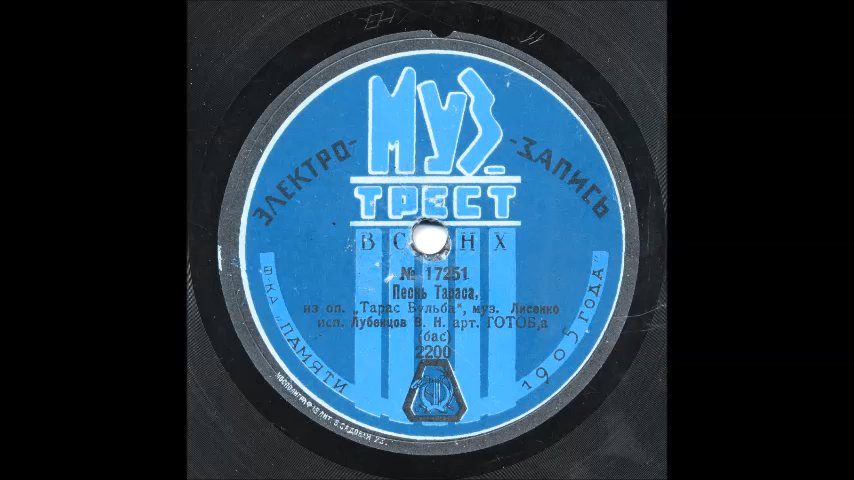 МУЗ
ТРЕСТ
ЭЛЕКТРО-
-ЗАПИСЬ
ВСНХ
№ 17251
Песнь Тараса,
из оп. „Тарас Бульба“, муз. Лисенко
исп. Лубенцов В. Н. арт. ГОТОБ,а
(бас)
2200
Ф-КА „ПАМЯТИ
1905 ГОДА“